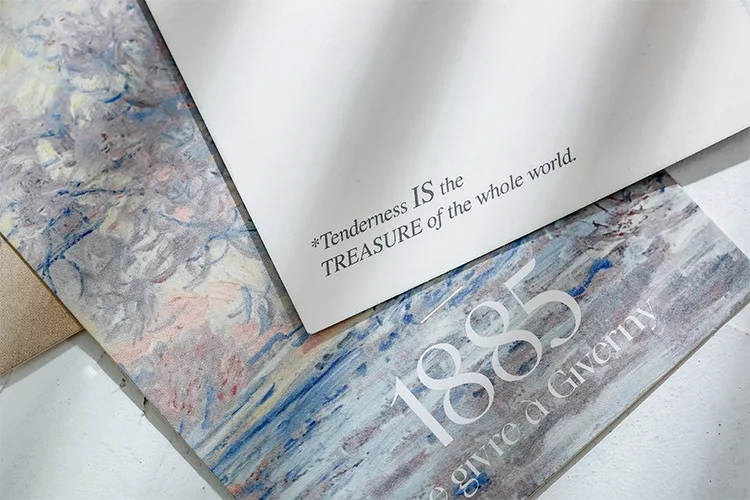 *Tenderness IS the
TREASURE of the whole world.
1885
e givre à Giverny